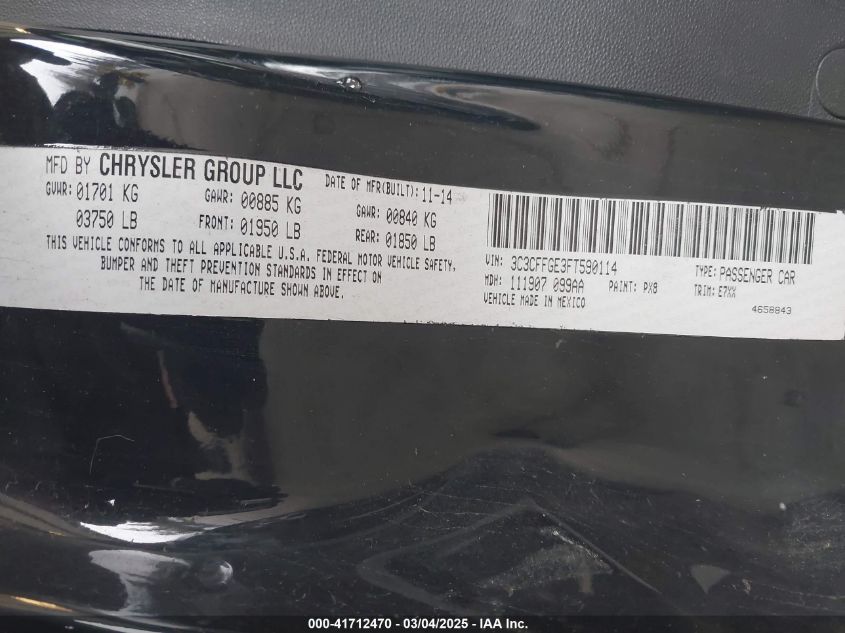 MFD BY CHRYSLER GROUP LLC
DATE OF MFR(BUILT): 11-14
GVWR: 01701 KG
GAWR: 00885 KG
GAWR: 00840 KG
03750 LB
FRONT: 01950 LB
REAR: 01850 LB
THIS VEHICLE CONFORMS TO ALL APPLICABLE U.S.A. FEDERAL MOTOR VEHICLE SAFETY,
BUMPER AND THEFT PREVENTION STANDARDS IN EFFECT ON
THE DATE OF MANUFACTURE SHOWN ABOVE.
VIN: 3C3CFFGE3FT590114
TYPE: PASSENGER CAR
MDH: 111907 099AA
PAINT: PX8
TRIM: E7XX
VEHICLE MADE IN MEXICO
4658843
000-41712470 - 03/04/2025 - IAA Inc.